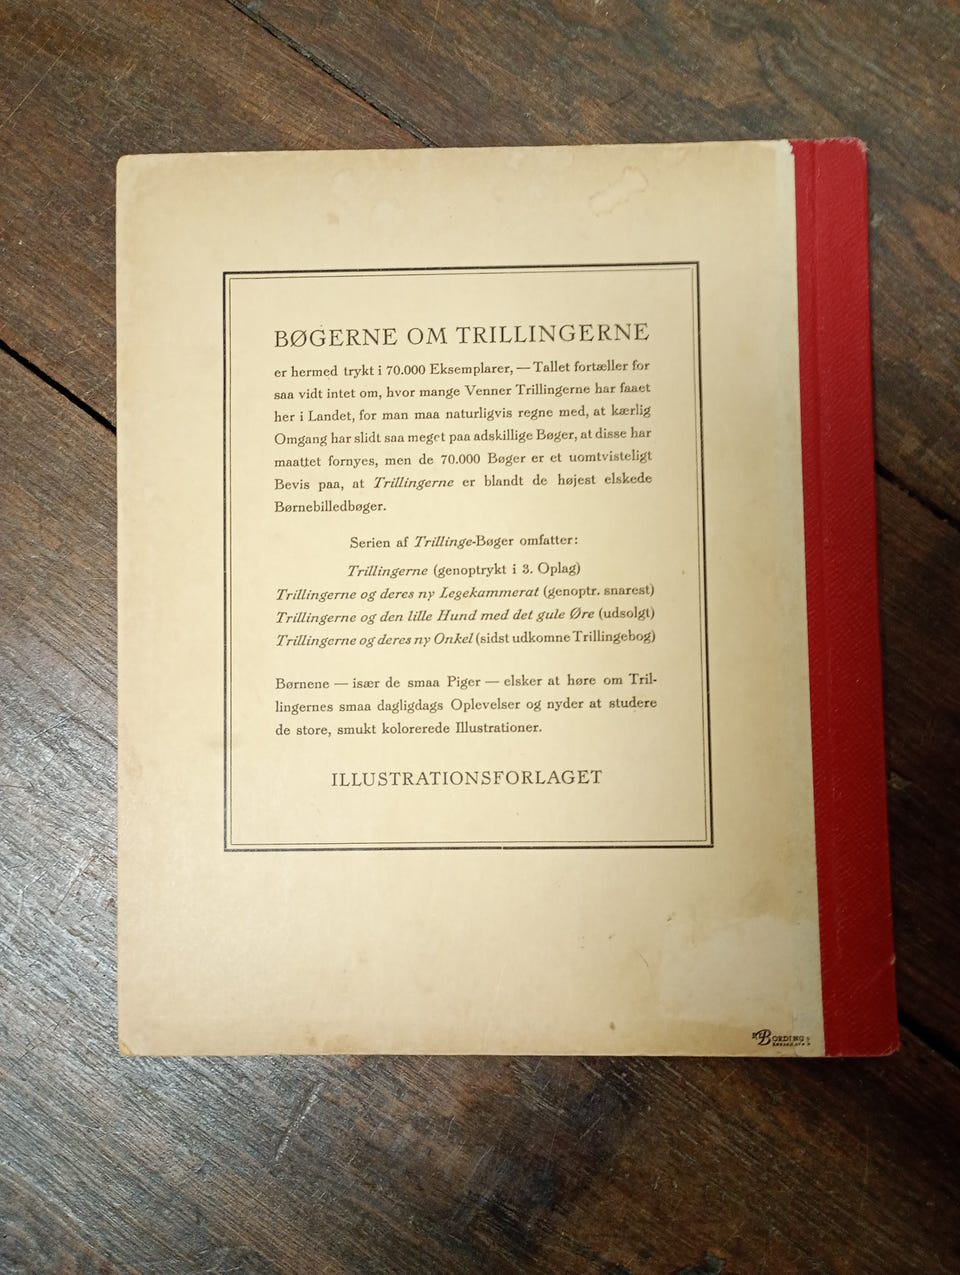 BØGERNE OM TRILLINGERNE
er hermed trykt i 70.000 Eksemplarer, — Tallet fortæller for
saa vidt intet om, hvor mange Venner Trillingerne har faaet
her i Landet, for man maa naturligvis regne med, at kærlig
Omgang har slidt saa meget paa adskillige Bøger, at disse har
maattet fornyes, men de 70.000 Bøger er et uomtvisteligt
Bevis paa, at Trillingerne er blandt de højest elskede
Børnebilledbøger.
Serien af Trillinge-Bøger omfatter:
Trillingerne (genoptrykt i 3. Oplag)
Trillingerne og deres ny Legekammerat (genoptr. snarest)
Trillingerne og den lille Hund med det gule Øre (udsolgt)
Trillingerne og deres ny Onkel (sidst udkomne Trillingebog)
Børnene — især de smaa Piger — elsker at høre om Tril-
lingernes smaa dagligdags Oplevelser og nyder at studere
de store, smukt kolorerede Illustrationer.
ILLUSTRATIONSFORLAGET
BORDING